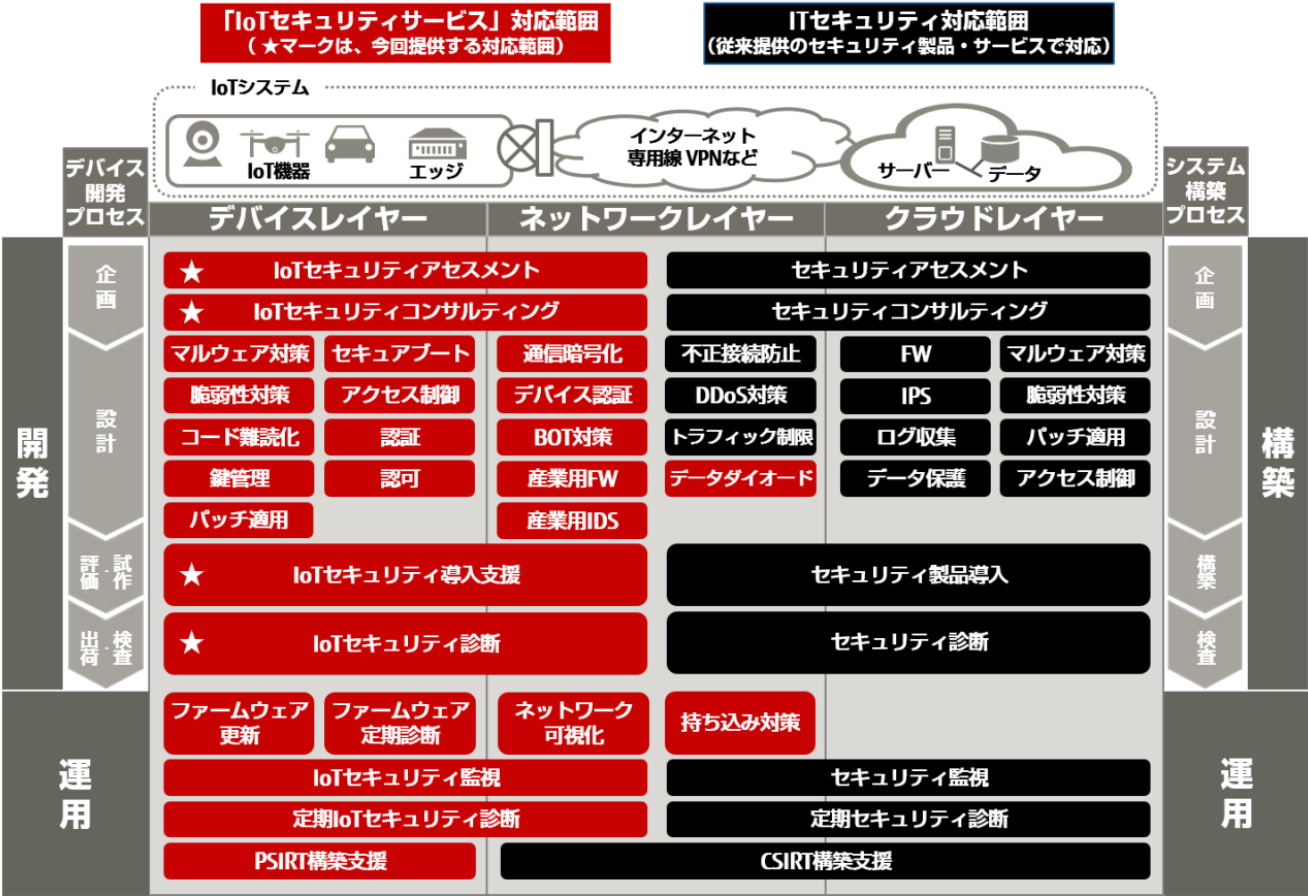 「IoTセキュリティサービス」対応範囲
（ ★マークは、今回提供する対応範囲）
ITセキュリティ対応範囲
（従来提供のセキュリティ製品・サービスで対応）
IoTシステム
IoT機器
エッジ
インターネット
専用線 VPNなど
サーバー
データ
デバイス
開発
プロセス
システム
構築
プロセス
デバイスレイヤー
ネットワークレイヤー
クラウドレイヤー
開発
企画
★ IoTセキュリティアセスメント
セキュリティアセスメント
企画
構築
★ IoTセキュリティコンサルティング
セキュリティコンサルティング
設計
マルウェア対策
セキュアブート
通信暗号化
不正接続防止
FW
マルウェア対策
設計
脆弱性対策
アクセス制御
デバイス認証
DDoS対策
IPS
脆弱性対策
コード難読化
認証
BOT対策
トラフィック制限
ログ収集
パッチ適用
鍵管理
認可
産業用FW
データダイオード
データ保護
アクセス制御
パッチ適用
産業用IDS
試作・
評価
★ IoTセキュリティ導入支援
セキュリティ製品導入
構築
検査・
出荷
★ IoTセキュリティ診断
セキュリティ診断
検査
運用
ファームウェア
更新
ファームウェア
定期診断
ネットワーク
可視化
持ち込み対策
運用
IoTセキュリティ監視
セキュリティ監視
定期IoTセキュリティ診断
定期セキュリティ診断
PSIRT構築支援
CSIRT構築支援